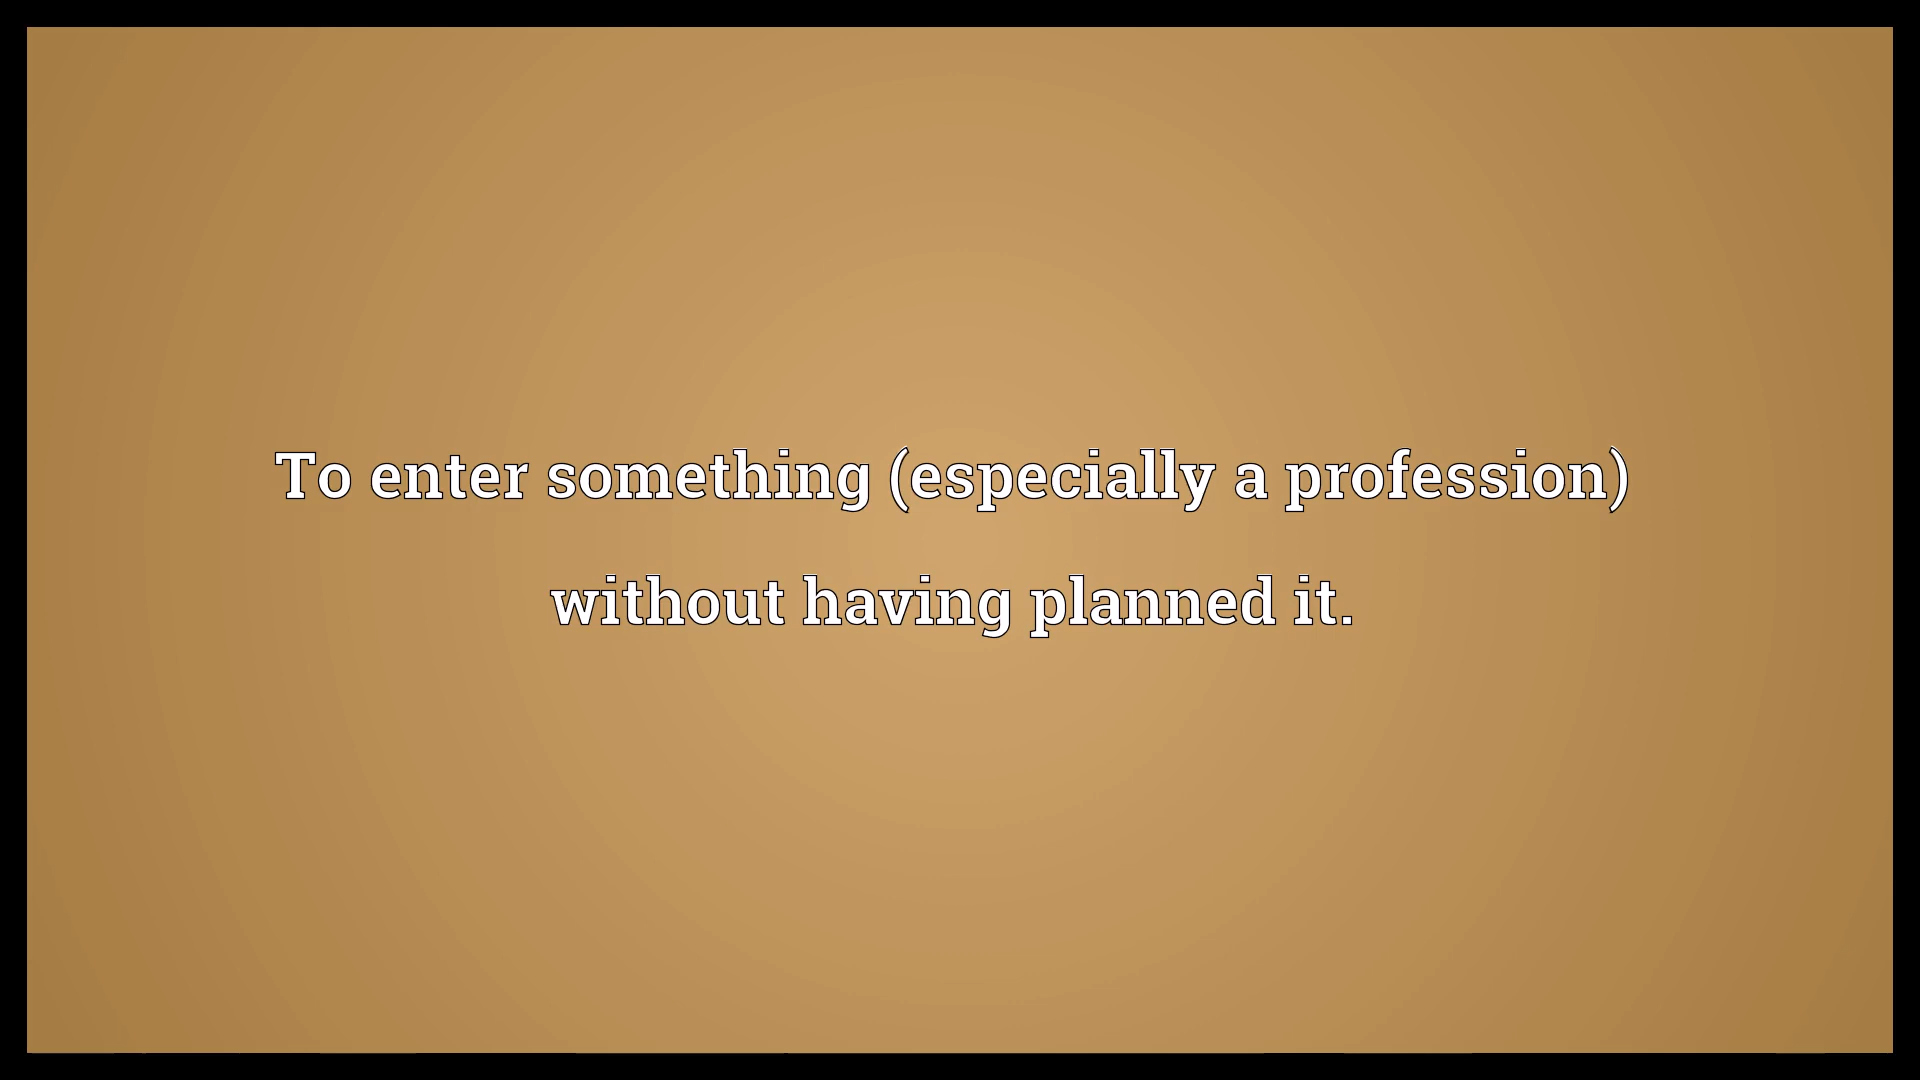 To enter something (especially a profession)
without having planned it.